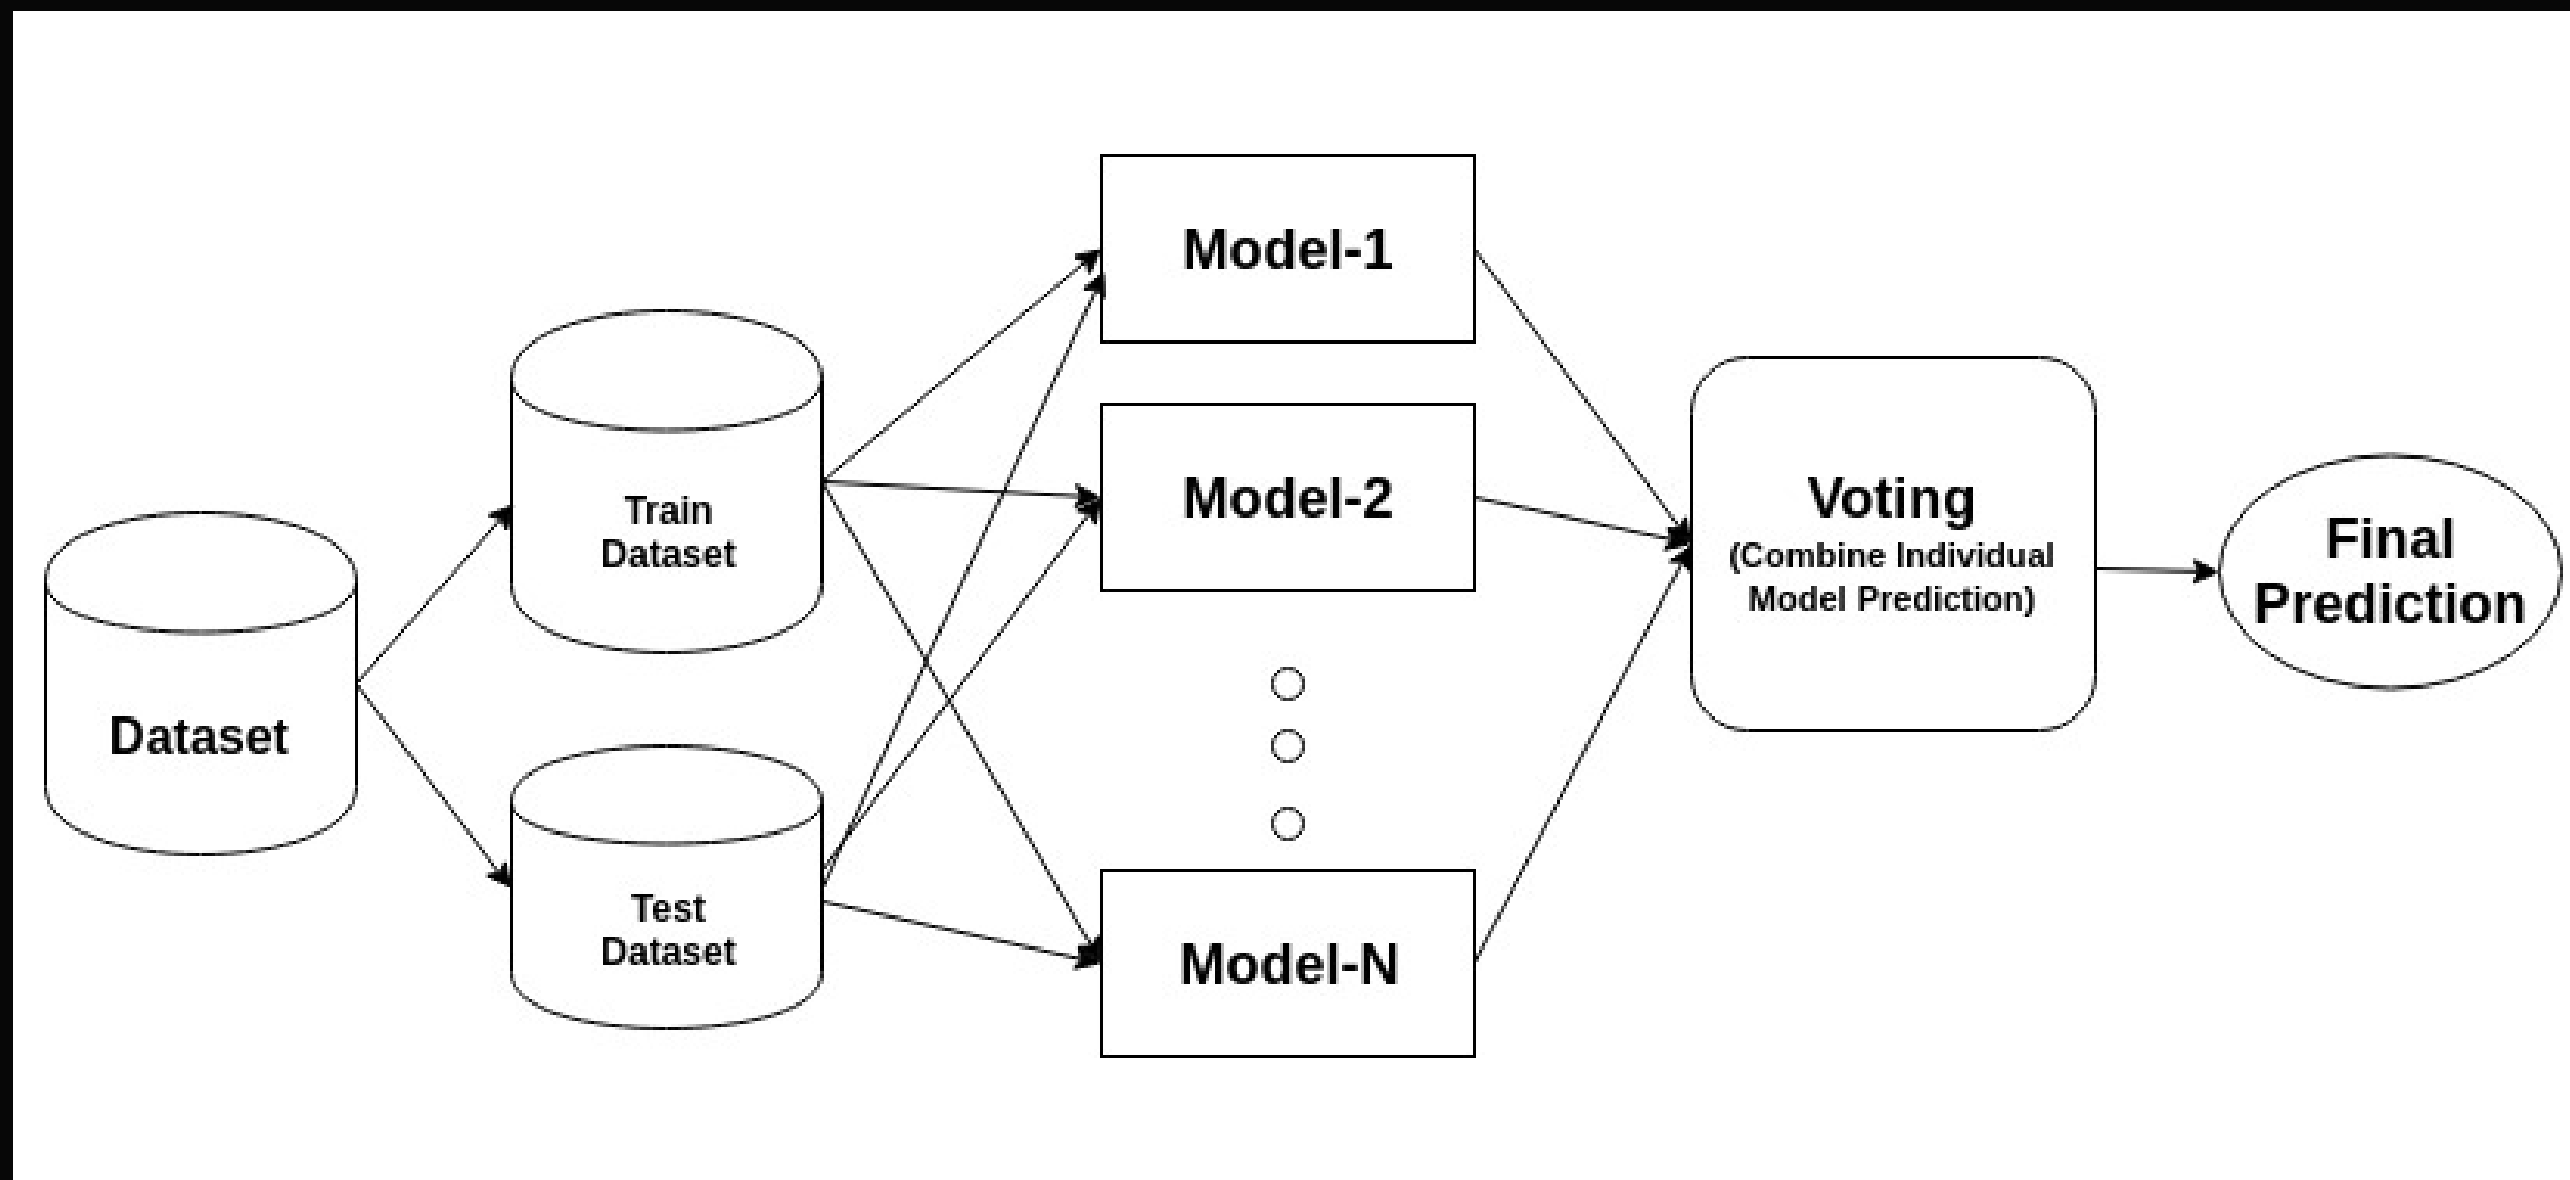 Dataset
Train
Dataset
Test
Dataset
Model-1
Model-2
Model-N
Voting
(Combine Individual
Model Prediction)
Final
Prediction